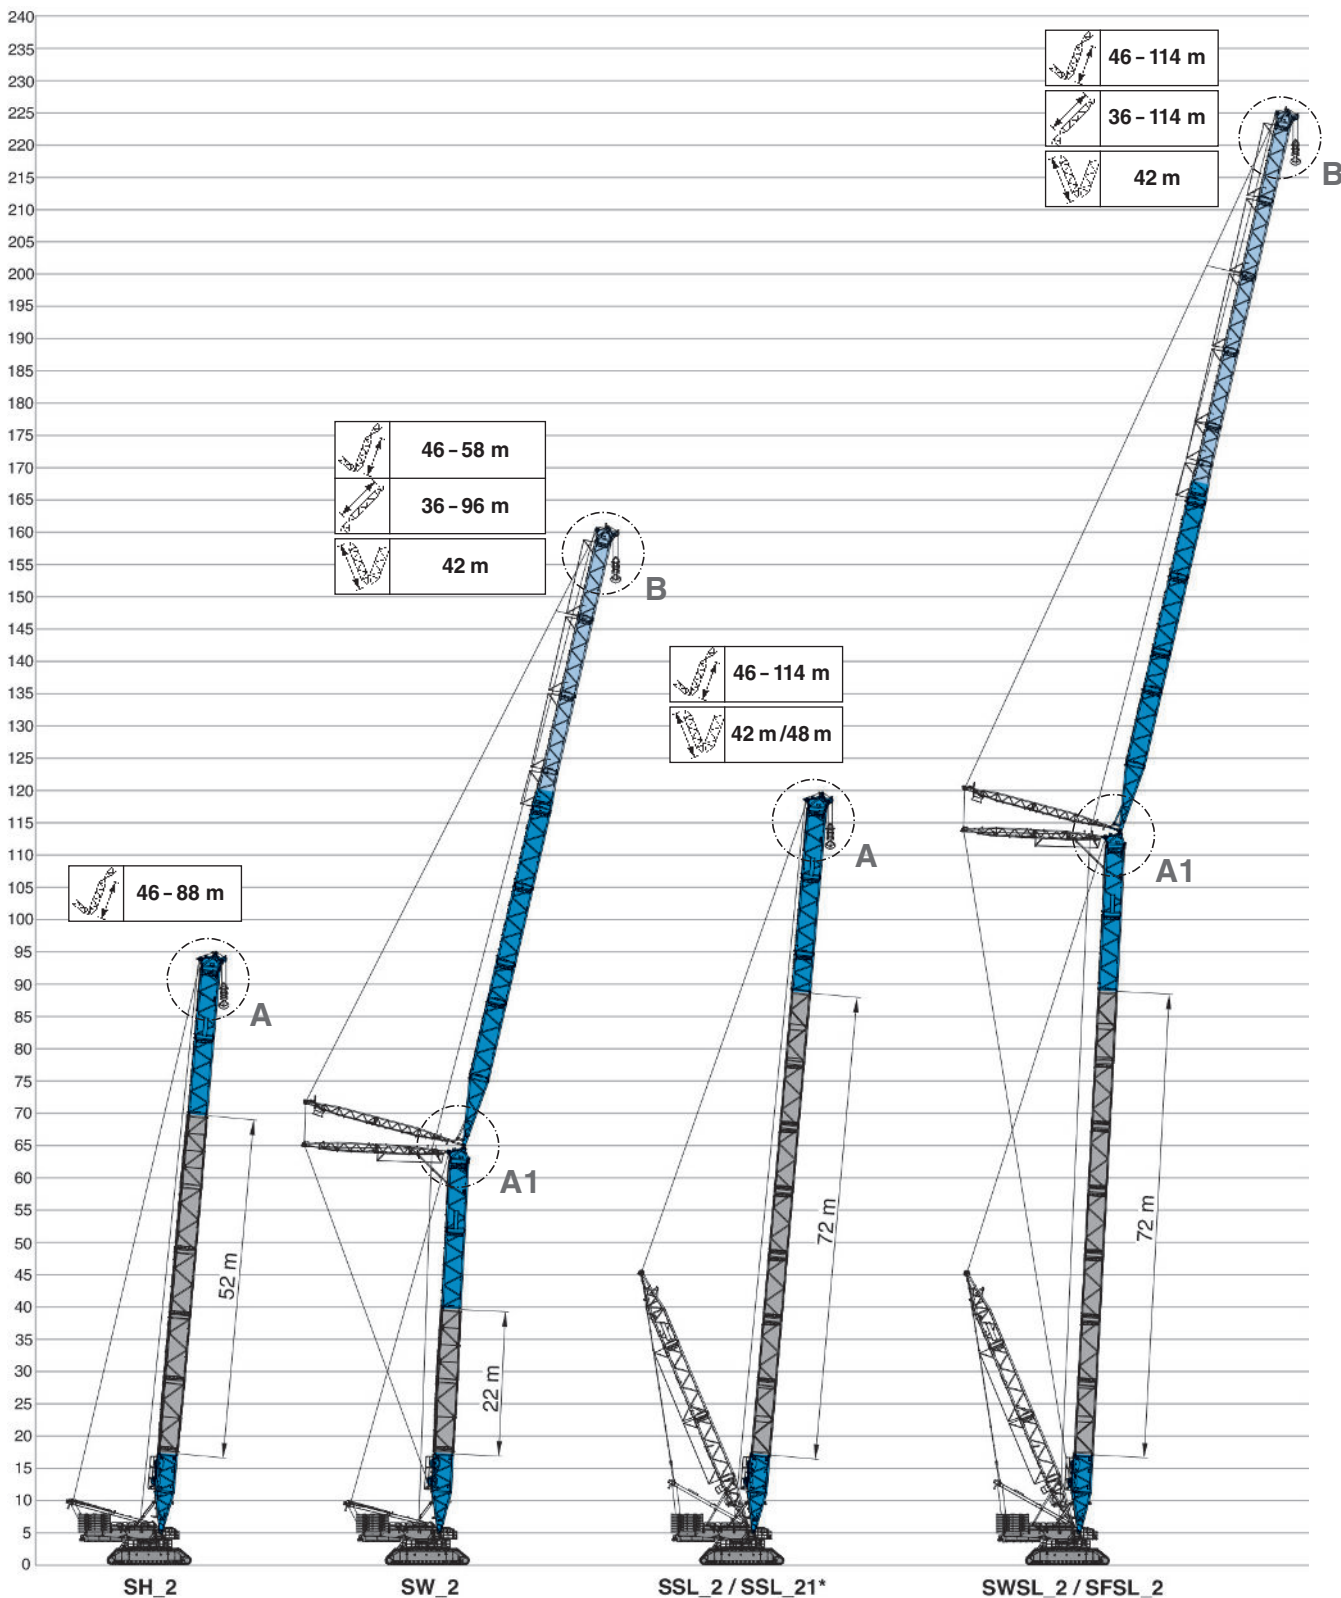 240
235
230
225
220
215
210
205
200
195
190
185
180
175
170
165
160
155
150
145
140
135
130
125
120
115
110
105
100
95
90
85
80
75
70
65
60
55
50
45
40
35
30
25
20
15
10
5
0
46 – 88 m
A
52 m
SH_2
46 – 58 m
36 – 96 m
42 m
B
A1
22 m
SW_2
46 – 114 m
42 m/48 m
A
72 m
SSL_2 / SSL_21*
46 – 114 m
36 – 114 m
42 m
B
A1
72 m
SWSL_2 / SFSL_2